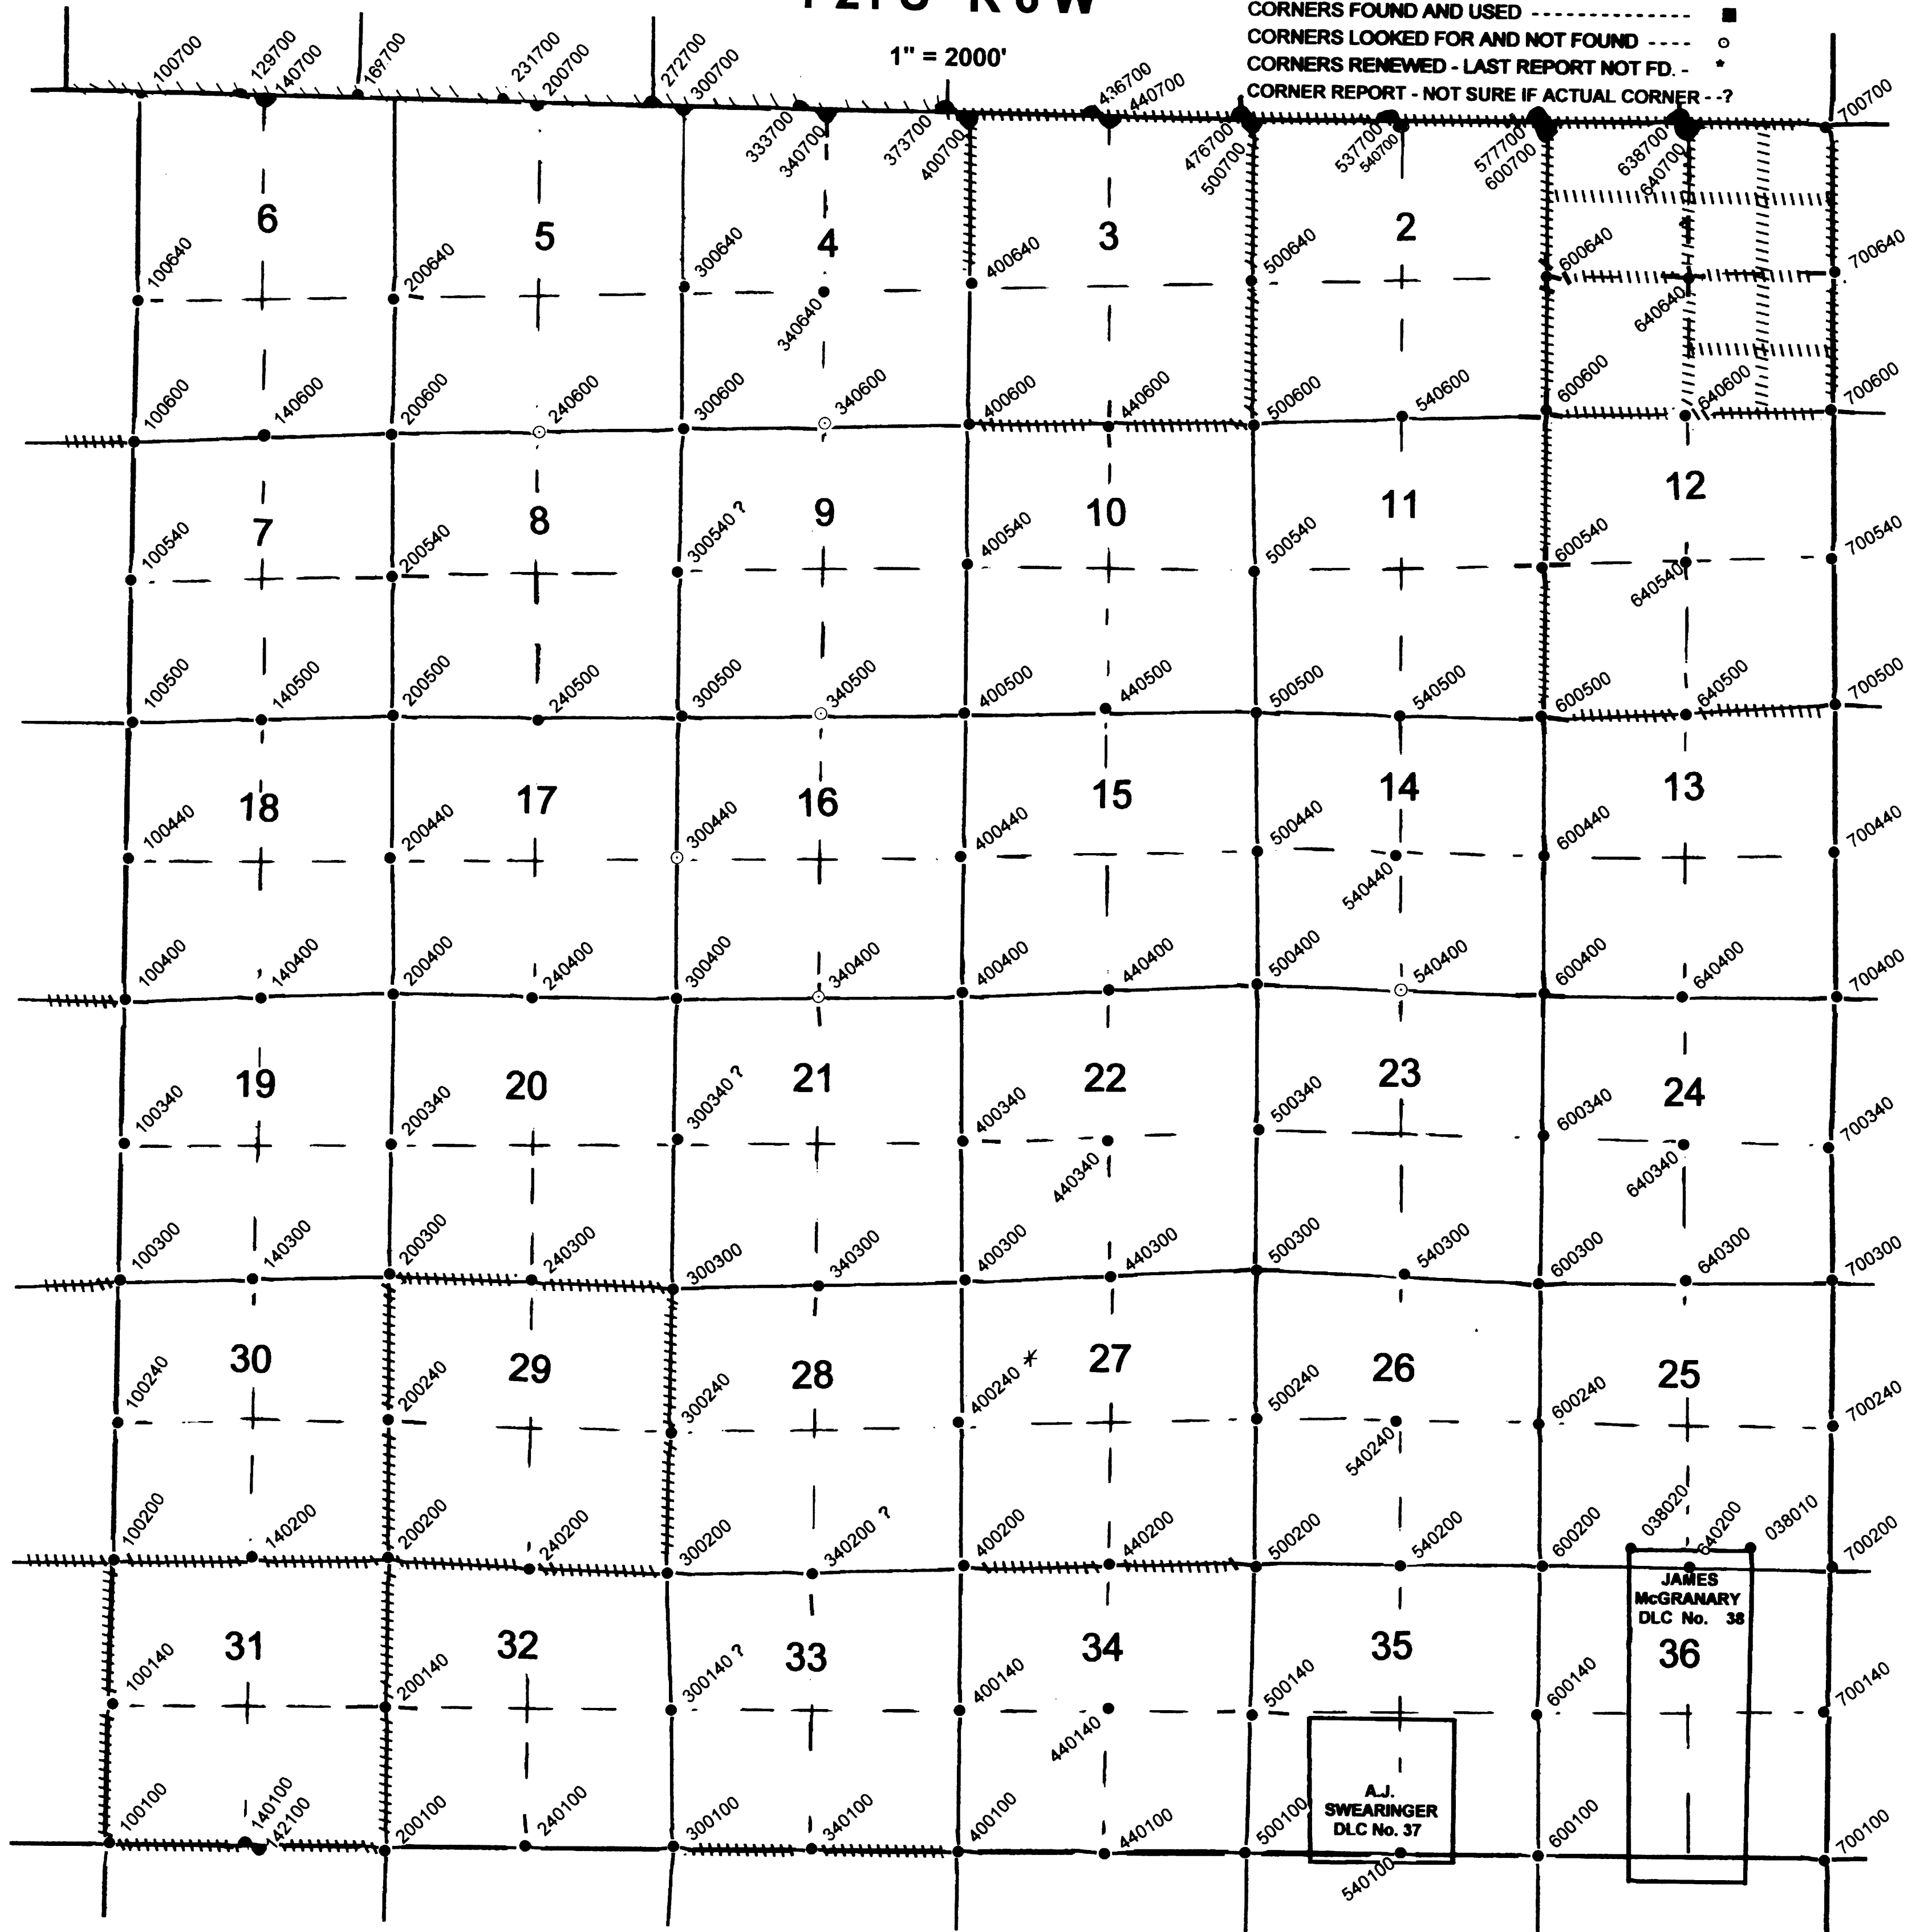 1" = 2000'
CORNERS FOUND AND USED --------------
CORNERS LOOKED FOR AND NOT FOUND ----
CORNERS RENEWED - LAST REPORT NOT FD. - *
CORNER REPORT - NOT SURE IF ACTUAL CORNER - -?
100700 129700 140700 169700 231700 200700 272700 300700 436700 440700 700700
333700 340700 373700 400700 476700 500700 537700 540700 577700 600700 638700 640700
6 5 4 3 2 1
100640 200640 300640 340640 400640 500640 600640 640640 700640
100600 140600 200600 240600 300600 340600 400600 440600 500600 540600 600600 640600 700600
7 8 9 10 11 12
100540 200540 300540 ? 400540 500540 600540 640540 700540
100500 140500 200500 240500 300500 340500 400500 440500 500500 540500 600500 640500 700500
18 17 16 15 14 13
100440 200440 300440 400440 500440 540440 600440 700440
100400 140400 200400 240400 300400 340400 400400 440400 500400 540400 600400 640400 700400
19 20 21 22 23 24
100340 200340 300340 ? 400340 440340 500340 600340 640340 700340
100300 140300 200300 240300 300300 340300 400300 440300 500300 540300 600300 640300 700300
30 29 28 27 26 25
100240 200240 300240 400240 * 500240 540240 600240 700240
100200 140200 200200 240200 300200 340200 ? 400200 440200 500200 540200 600200 038020 640200 038010 700200
JAMES
McGRANARY
DLC No. 38
31 32 33 34 35 36
100140 200140 300140 ? 400140 440140 500140 600140 700140
A.J.
SWEARINGER
DLC No. 37
100100 140100 142100 200100 240100 300100 340100 400100 440100 500100 540100 600100 700100